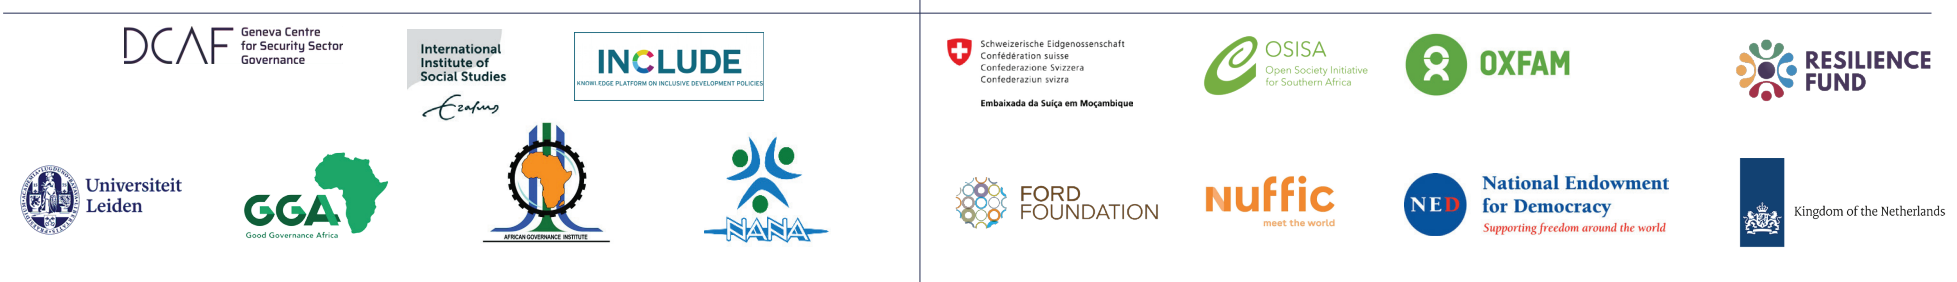 DCAF
Geneva Centre
for Security Sector
Governance
International
Institute of
Social Studies
Erasmus
INCLUDE
KNOWLEDGE PLATFORM ON INCLUSIVE DEVELOPMENT POLICIES
Universiteit
Leiden
GGA
Good Governance Africa
AFRICAN GOVERNANCE INSTITUTE
NANA
Schweizerische Eidgenossenschaft
Confédération suisse
Confederazione Svizzera
Confederaziun svizra
Embaixada da Suíça em Moçambique
OSISA
Open Society Initiative
for Southern Africa
OXFAM
RESILIENCE
FUND
FORD
FOUNDATION
nuffic
meet the world
NED
National Endowment
for Democracy
Supporting freedom around the world
Kingdom of the Netherlands